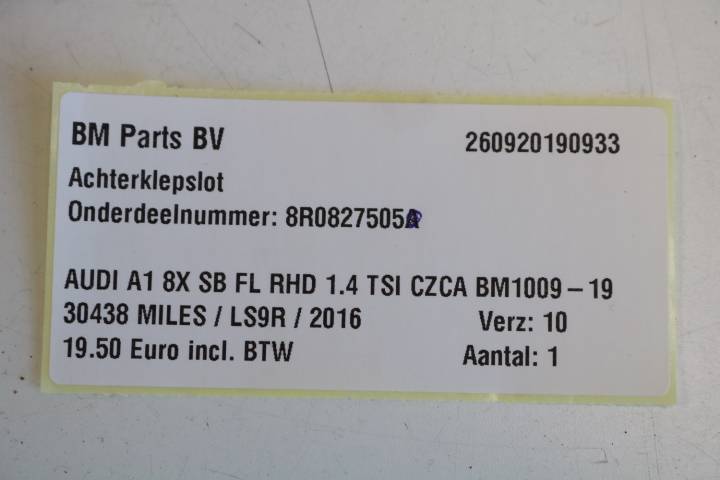 BM Parts BV 260920190933
Achterklepslot
Onderdeelnummer: 8R0827505
AUDI A1 8X SB FL RHD 1.4 TSI CZCA BM1009-19
30438 MILES / LS9R / 2016 Verz: 10
19.50 Euro incl. BTW Aantal: 1